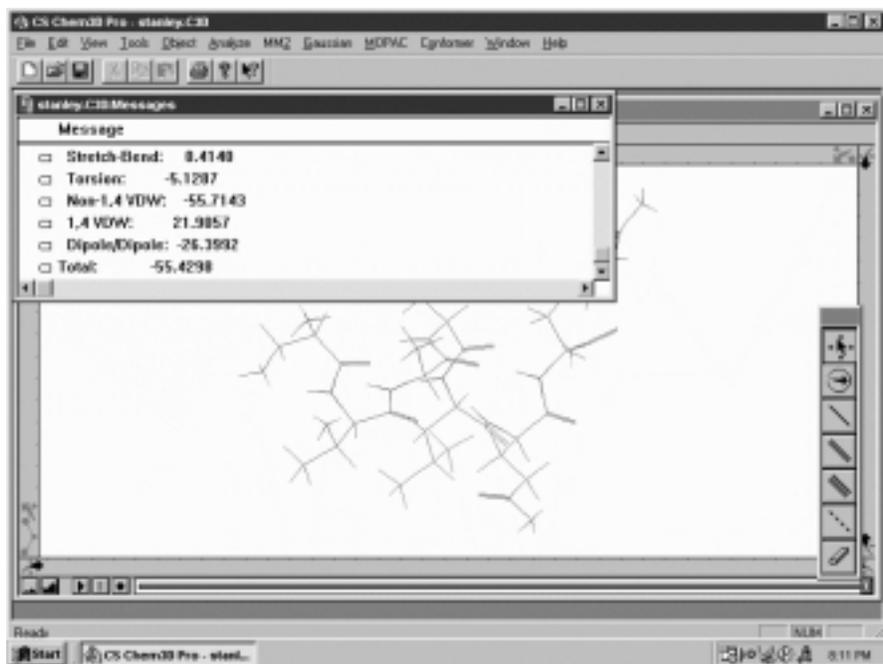 CS Chem3D Pro - stanley.C3D
File Edit View Tools Object Analyze MM2 Gaussian MOPAC Conformer Window Help
stanley.C3D:Messages
Message
Stretch-Bend: 0.4140
Torsion: -5.1287
Non-1,4 VDW: -55.7143
1,4 VDW: 21.9857
Dipole/Dipole: -26.3992
Total: -55.4298
Ready
NUM
Start
CS Chem3D Pro - stanl...
8:11 PM